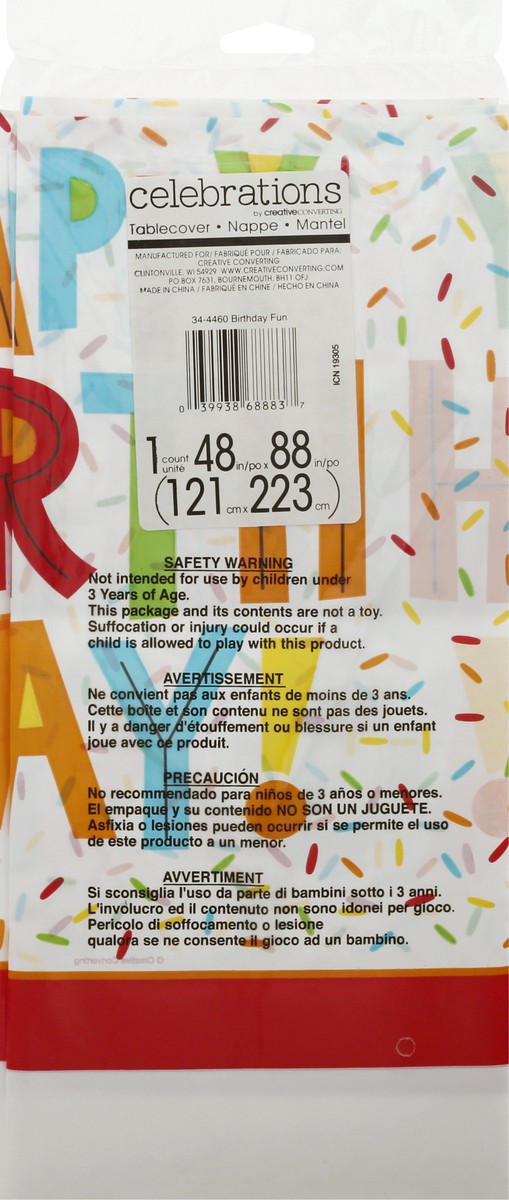 celebrations
by creativeCONVERTING
Tablecover • Nappe • Mantel
MANUFACTURED FOR/ FABRIQUÉ POUR / FABRICADO PARA:
CREATIVE CONVERTING
CLINTONVILLE, WI 54929 WWW.CREATIVECONVERTING.COM
PO BOX 7631, BOURNEMOUTH, BH11 OFJ
MADE IN CHINA / FABRIQUÉ EN CHINE / HECHO EN CHINA
34-4460 Birthday Fun
ICN 19305
0 39938 68883 7
1 count unité 48 in/po x 88 in/po
(121 cm x 223 cm)
SAFETY WARNING
Not intended for use by children under
3 Years of Age.
This package and its contents are not a toy.
Suffocation or injury could occur if a
child is allowed to play with this product.
AVERTISSEMENT
Ne convient pas aux enfants de moins de 3 ans.
Cette boîte et son contenu ne sont pas des jouets.
Il y a danger d'étouffement ou blessure si un enfant
joue avec ce produit.
PRECAUCIÓN
No recommendado para niños de 3 años o menores.
El empaque y su contenido NO SON UN JUGUETE.
Asfixia o lesiones pueden ocurrir si se permite el uso
de este producto a un menor.
AVVERTIMENT
Si sconsiglia l'uso da parte di bambini sotto i 3 anni.
L'involucro ed il contenuto non sono idonei per gioco.
Pericolo di soffocamento o lesione
qualora se ne consente il gioco ad un bambino.
© Creative Converting